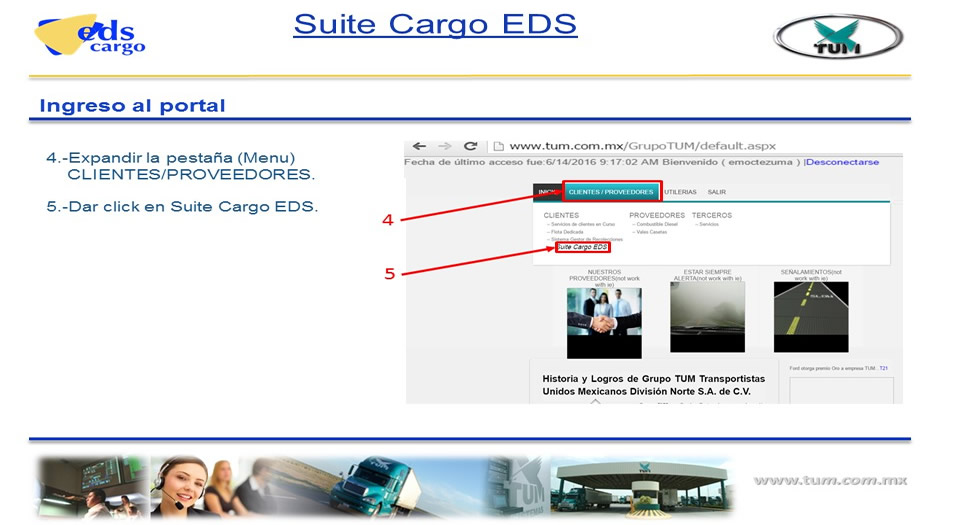 eds
cargo
Suite Cargo EDS
TUM
Ingreso al portal
4.-Expandir la pestaña (Menu)
CLIENTES/PROVEEDORES.
5.-Dar click en Suite Cargo EDS.
www.tum.com.mx/GrupoTUM/default.aspx
Fecha de último acceso fue:6/14/2016 9:17:02 AM Bienvenido ( emoctezuma ) |Desconectarse
CLIENTES / PROVEEDORES UTILERIAS SALIR
4
CLIENTES PROVEEDORES TERCEROS
– Servicios de clientes en Curso – Combustible Diesel – Servicios
– Flota Dedicada – Vales Casetas
– Sistema Gestor de Recolecciones
Suite Cargo EDS
5
NUESTROS PROVEEDORES(not work with ie)
ESTAR SIEMPRE ALERTA(not work with ie)
SEÑALAMIENTOS(not work with ie)
Historia y Logros de Grupo TUM Transportistas
Unidos Mexicanos División Norte S.A. de C.V.
Ford otorga premio Oro a empresa TUM...T21
TUM
www.tum.com.mx